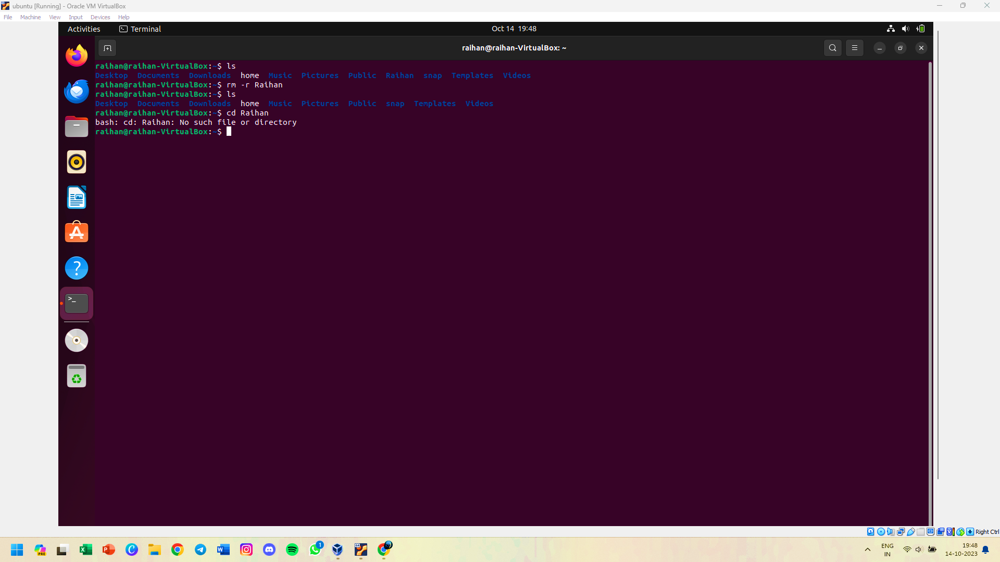 ubuntu [Running] - Oracle VM VirtualBox
File Machine View Input Devices Help
Activities Terminal Oct 14 19:48
raihan@raihan-VirtualBox: ~
raihan@raihan-VirtualBox:~$ ls
Desktop Documents Downloads home Music Pictures Public Raihan snap Templates Videos
raihan@raihan-VirtualBox:~$ rm -r Raihan
raihan@raihan-VirtualBox:~$ ls
Desktop Documents Downloads home Music Pictures Public snap Templates Videos
raihan@raihan-VirtualBox:~$ cd Raihan
bash: cd: Raihan: No such file or directory
raihan@raihan-VirtualBox:~$
Right Ctrl
PRE
1
ENG
IN
19:48
14-10-2023